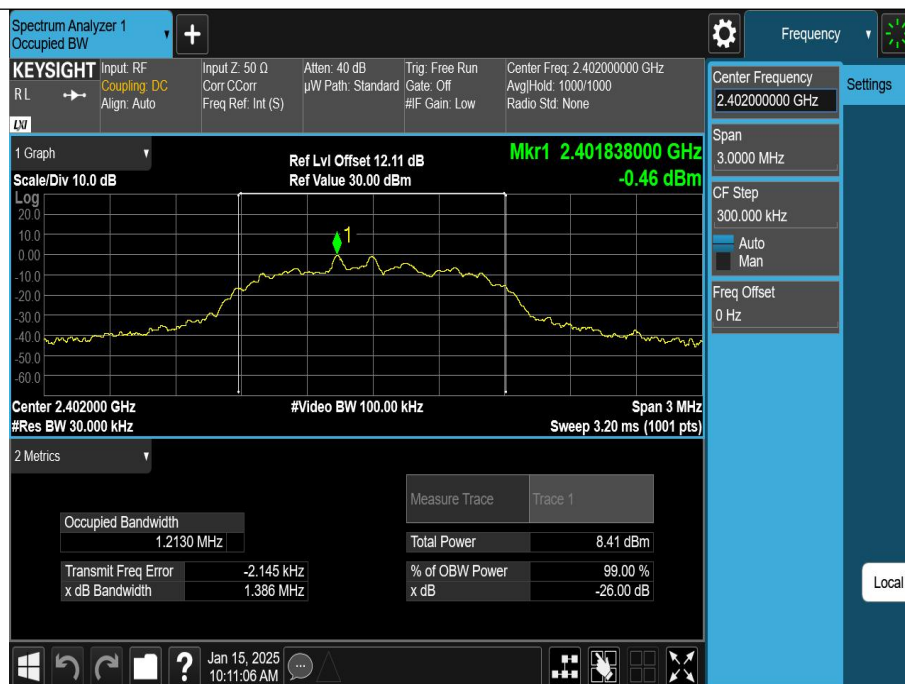 Spectrum Analyzer 1
Occupied BW
Frequency
KEYSIGHT
RL
LXI
Input: RF
Coupling: DC
Align: Auto
Input Z: 50 Ω
Corr CCorr
Freq Ref: Int (S)
Atten: 40 dB
µW Path: Standard
Trig: Free Run
Gate: Off
#IF Gain: Low
Center Freq: 2.402000000 GHz
Avg|Hold: 1000/1000
Radio Std: None
Center Frequency
2.402000000 GHz
Settings
Span
3.0000 MHz
CF Step
300.000 kHz
Auto
Man
Freq Offset
0 Hz
Local
1 Graph
Scale/Div 10.0 dB
Ref Lvl Offset 12.11 dB
Ref Value 30.00 dBm
Mkr1 2.401838000 GHz
-0.46 dBm
Log
20.0
10.0
0.00
-10.0
-20.0
-30.0
-40.0
-50.0
-60.0
1
Center 2.402000 GHz
#Video BW 100.00 kHz
Span 3 MHz
#Res BW 30.000 kHz
Sweep 3.20 ms (1001 pts)
2 Metrics
Measure Trace Trace 1
Occupied Bandwidth
1.2130 MHz
Total Power 8.41 dBm
Transmit Freq Error -2.145 kHz
% of OBW Power 99.00 %
x dB Bandwidth 1.386 MHz
x dB -26.00 dB
?
Jan 15, 2025
10:11:06 AM